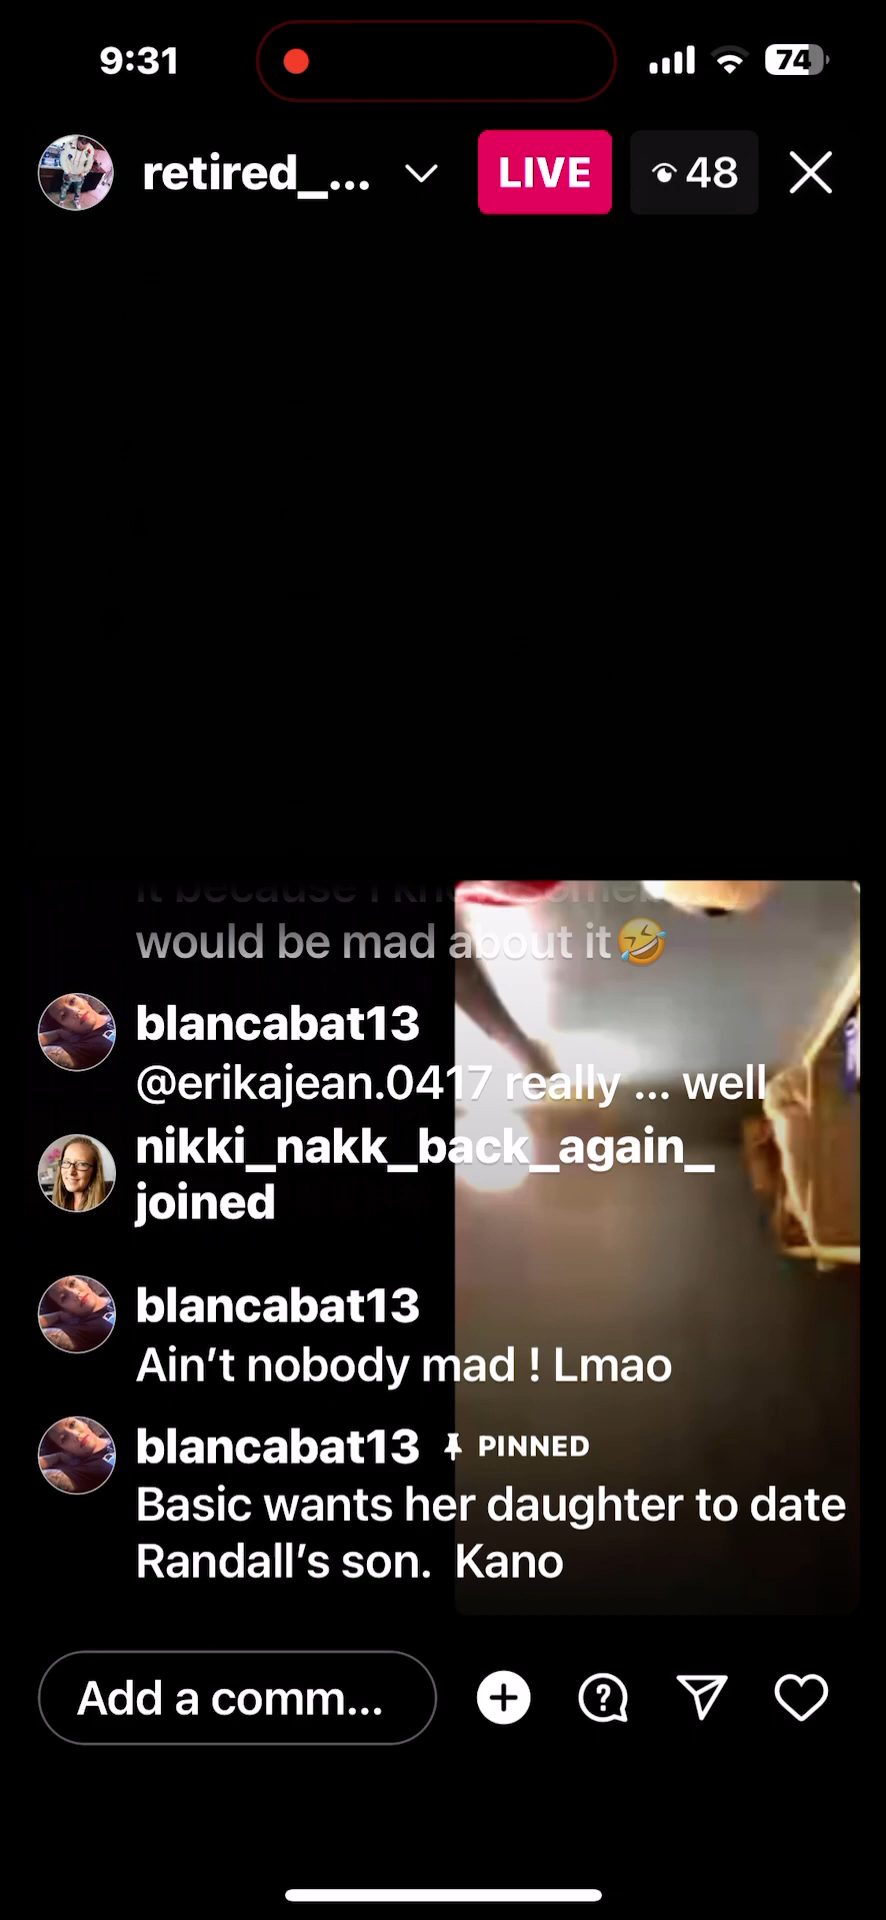 9:31
74
retired_...
LIVE
48
would be mad about it🤣
blancabat13
@erikajean.0417 really ... well
nikki_nakk_back_again_
joined
blancabat13
Ain’t nobody mad ! Lmao
blancabat13 PINNED
Basic wants her daughter to date
Randall’s son.  Kano
Add a comm...